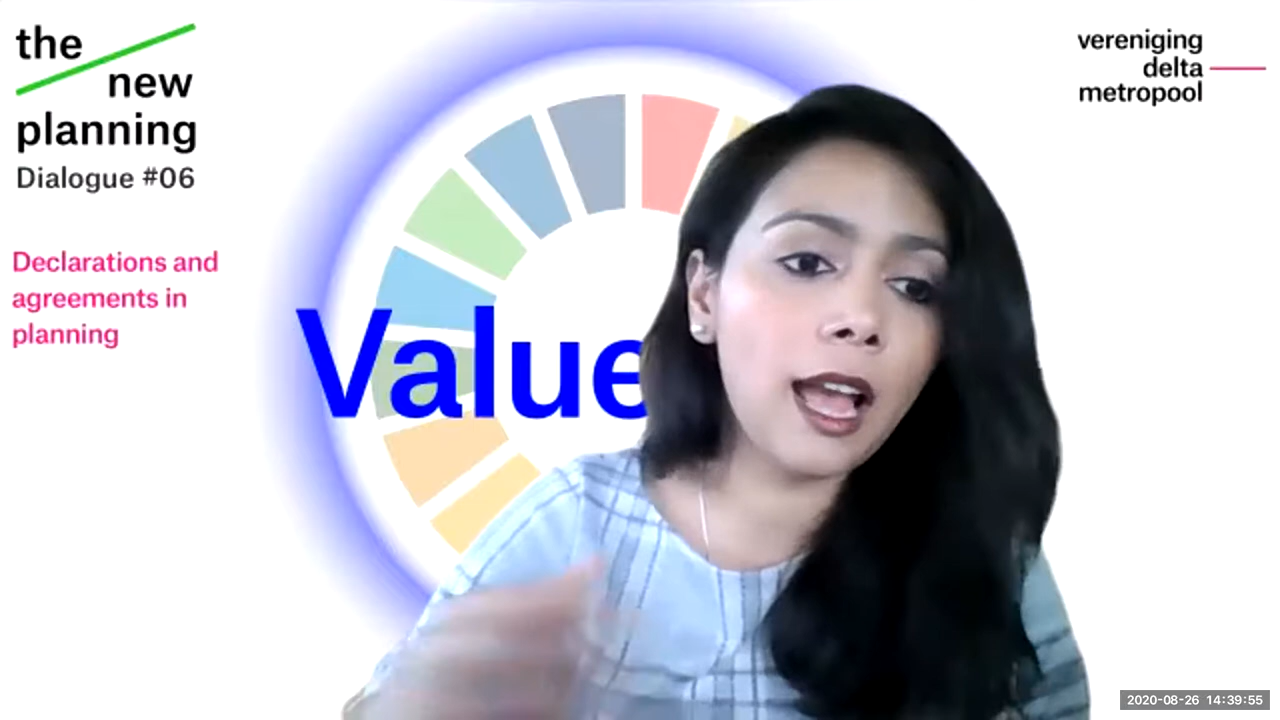 the
new
planning
Dialogue #06
Declarations and
agreements in
planning
vereniging
delta
metropool
Value
2020-08-26 14:39:55